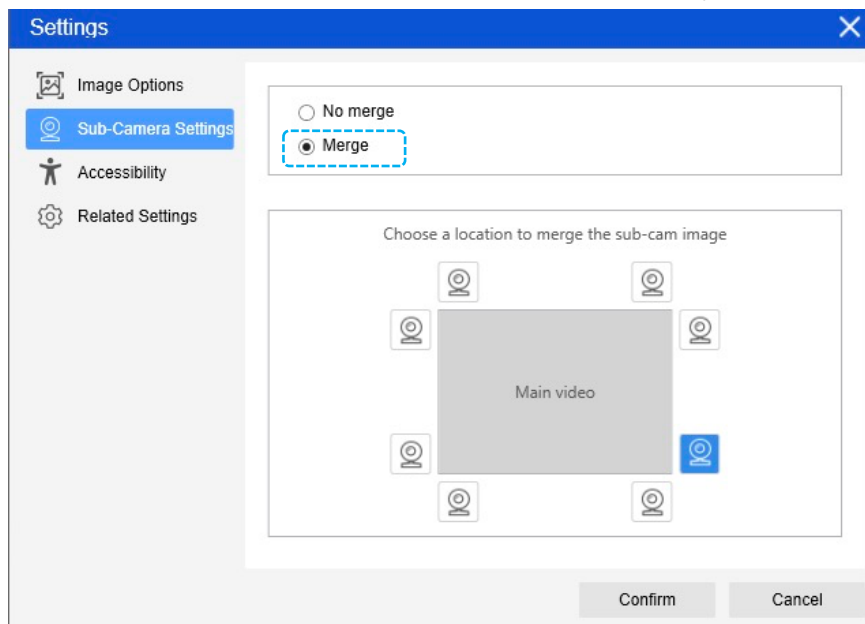 Settings
Image Options
Sub-Camera Settings
Accessibility
Related Settings
No merge
Merge
Choose a location to merge the sub-cam image
Main video
Confirm
Cancel